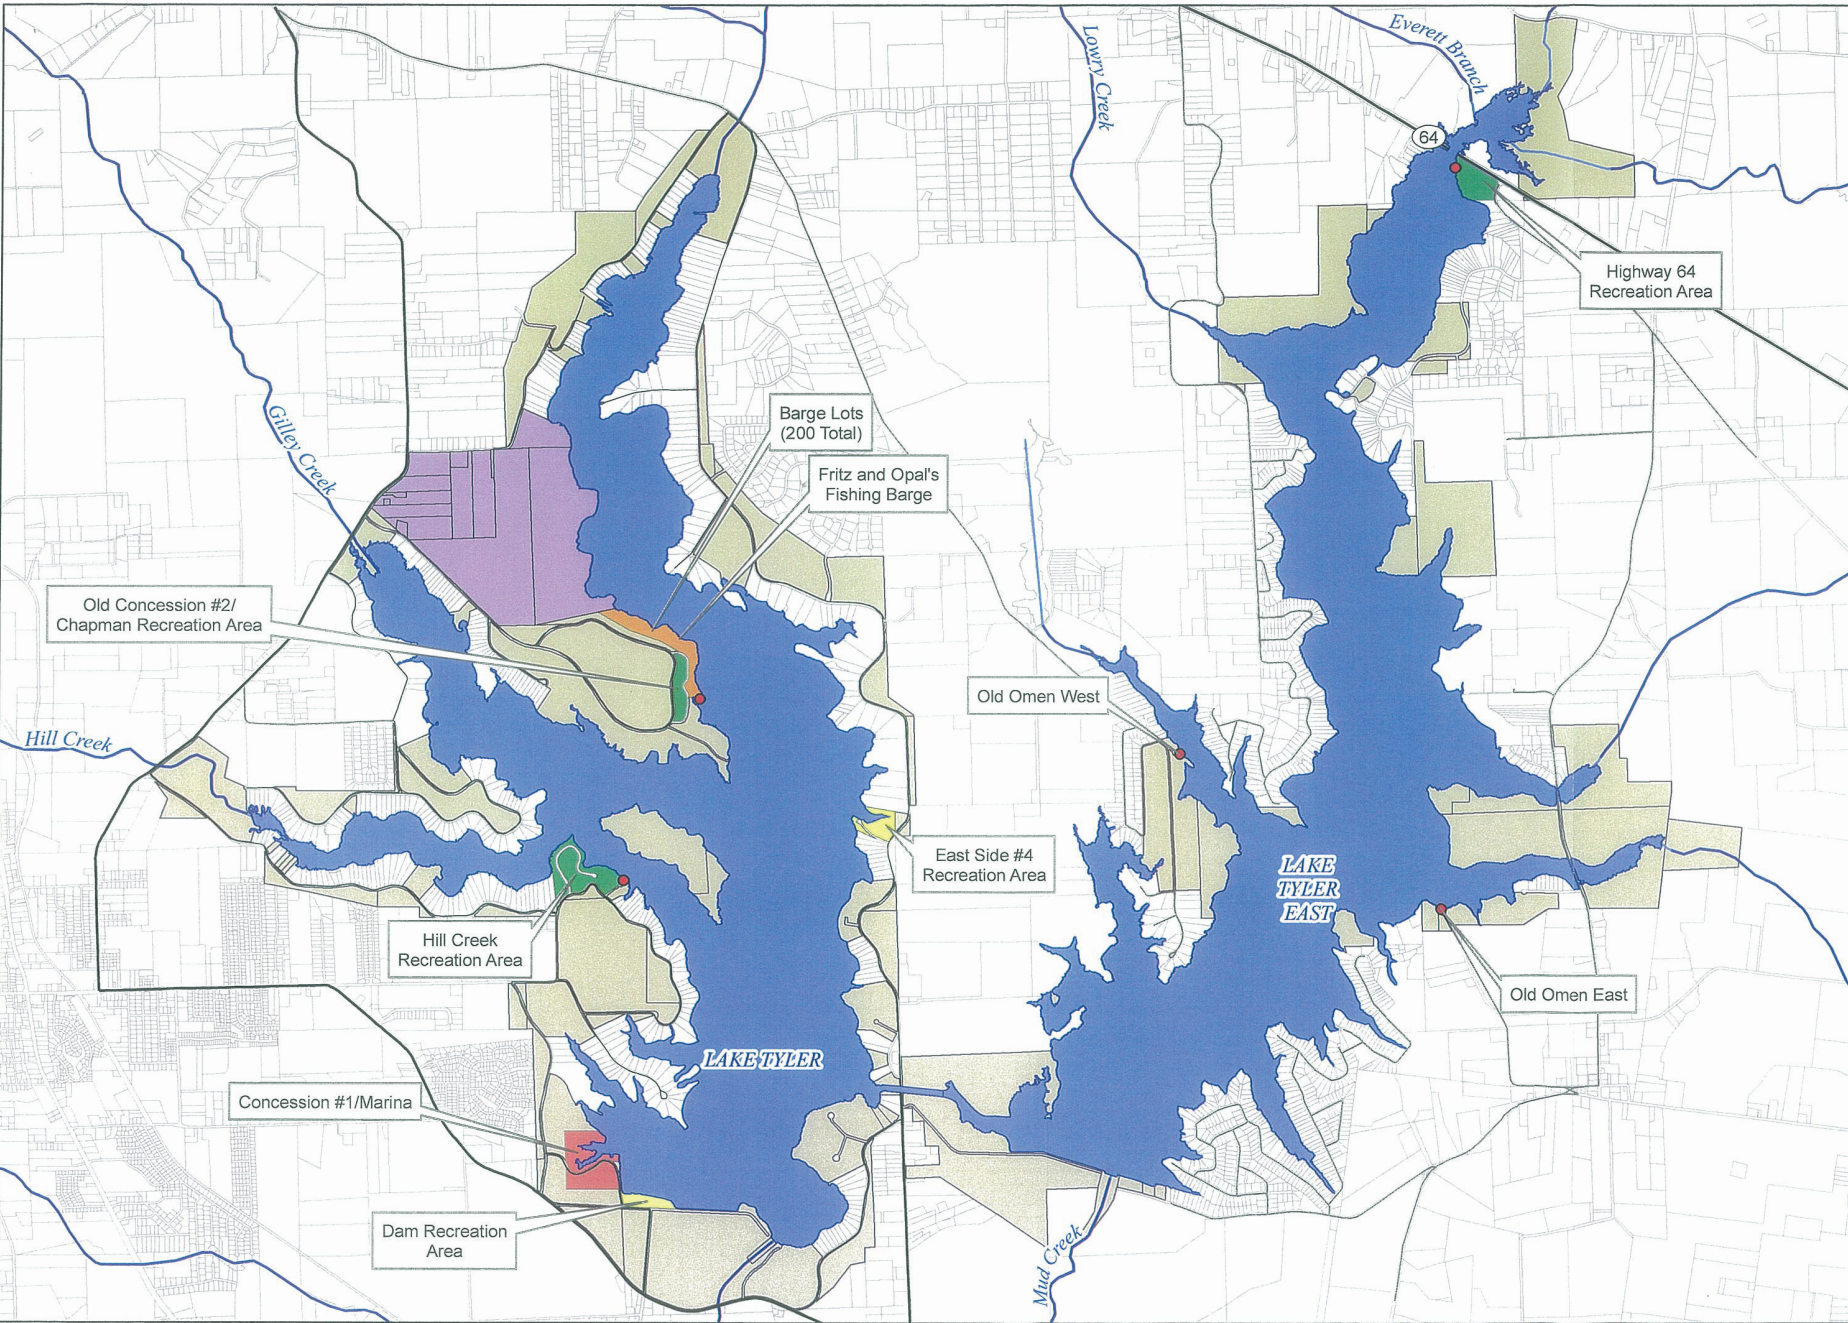 Everett Branch
Lowry Creek
64
Highway 64
Recreation Area
Barge Lots
(200 Total)
Gilley Creek
Fritz and Opal's
Fishing Barge
Old Concession #2/
Chapman Recreation Area
Old Omen West
Hill Creek
East Side #4
Recreation Area
LAKE
TYLER
EAST
Hill Creek
Recreation Area
Old Omen East
LAKE TYLER
Concession #1/Marina
Dam Recreation
Area
Mud Creek